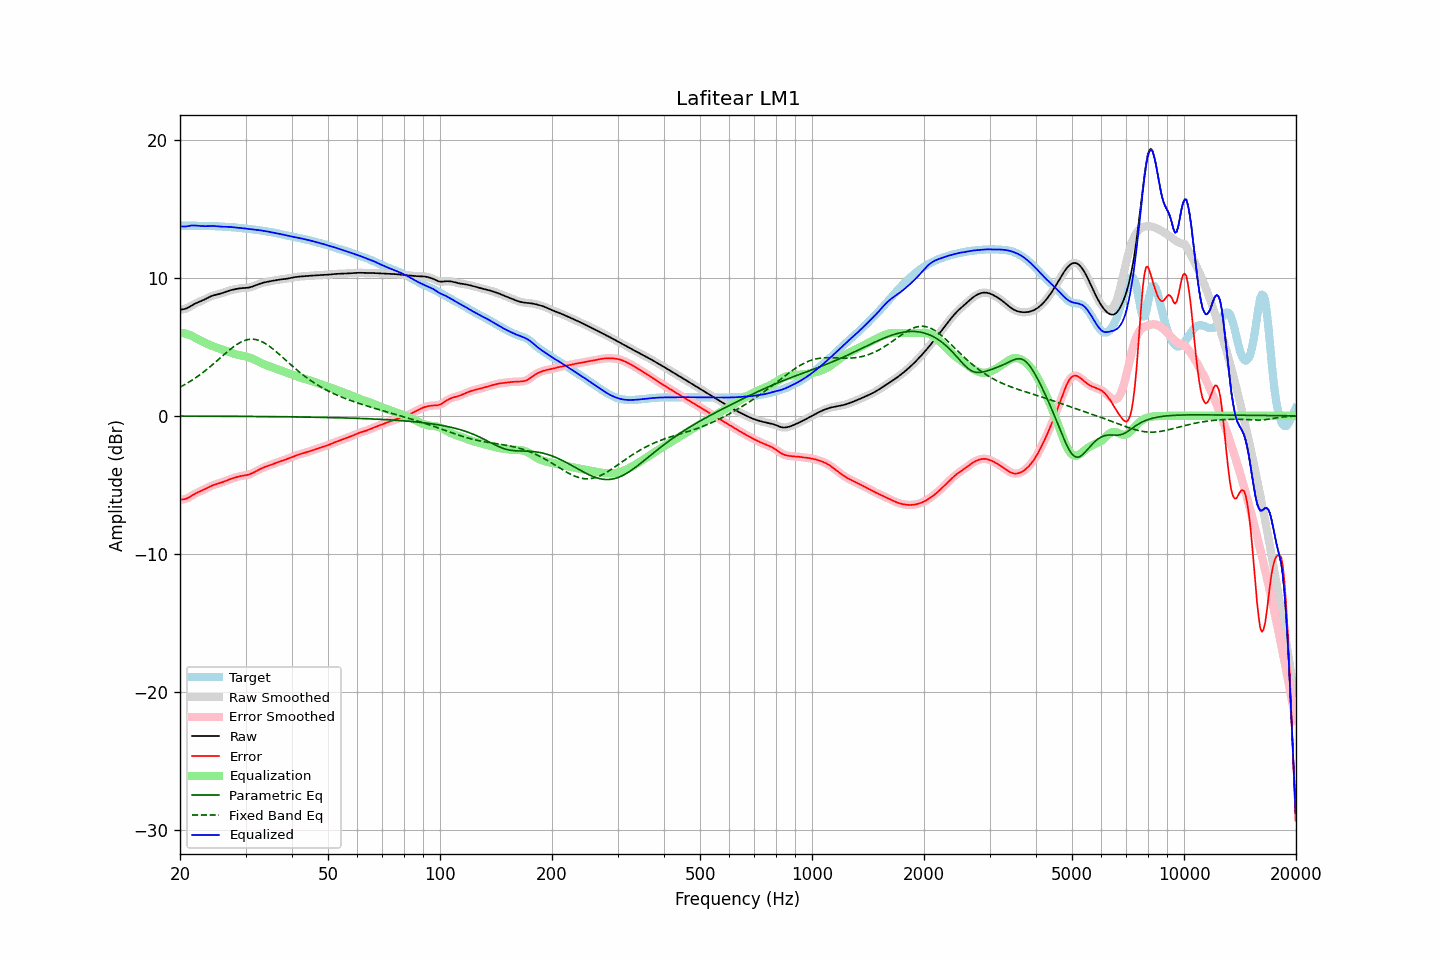 Lafitear LM1
20
10
0
−10
−20
−30
Amplitude (dBr)
Target
Raw Smoothed
Error Smoothed
Raw
Error
Equalization
Parametric Eq
Fixed Band Eq
Equalized
20 50 100 200 500 1000 2000 5000 10000 20000
Frequency (Hz)